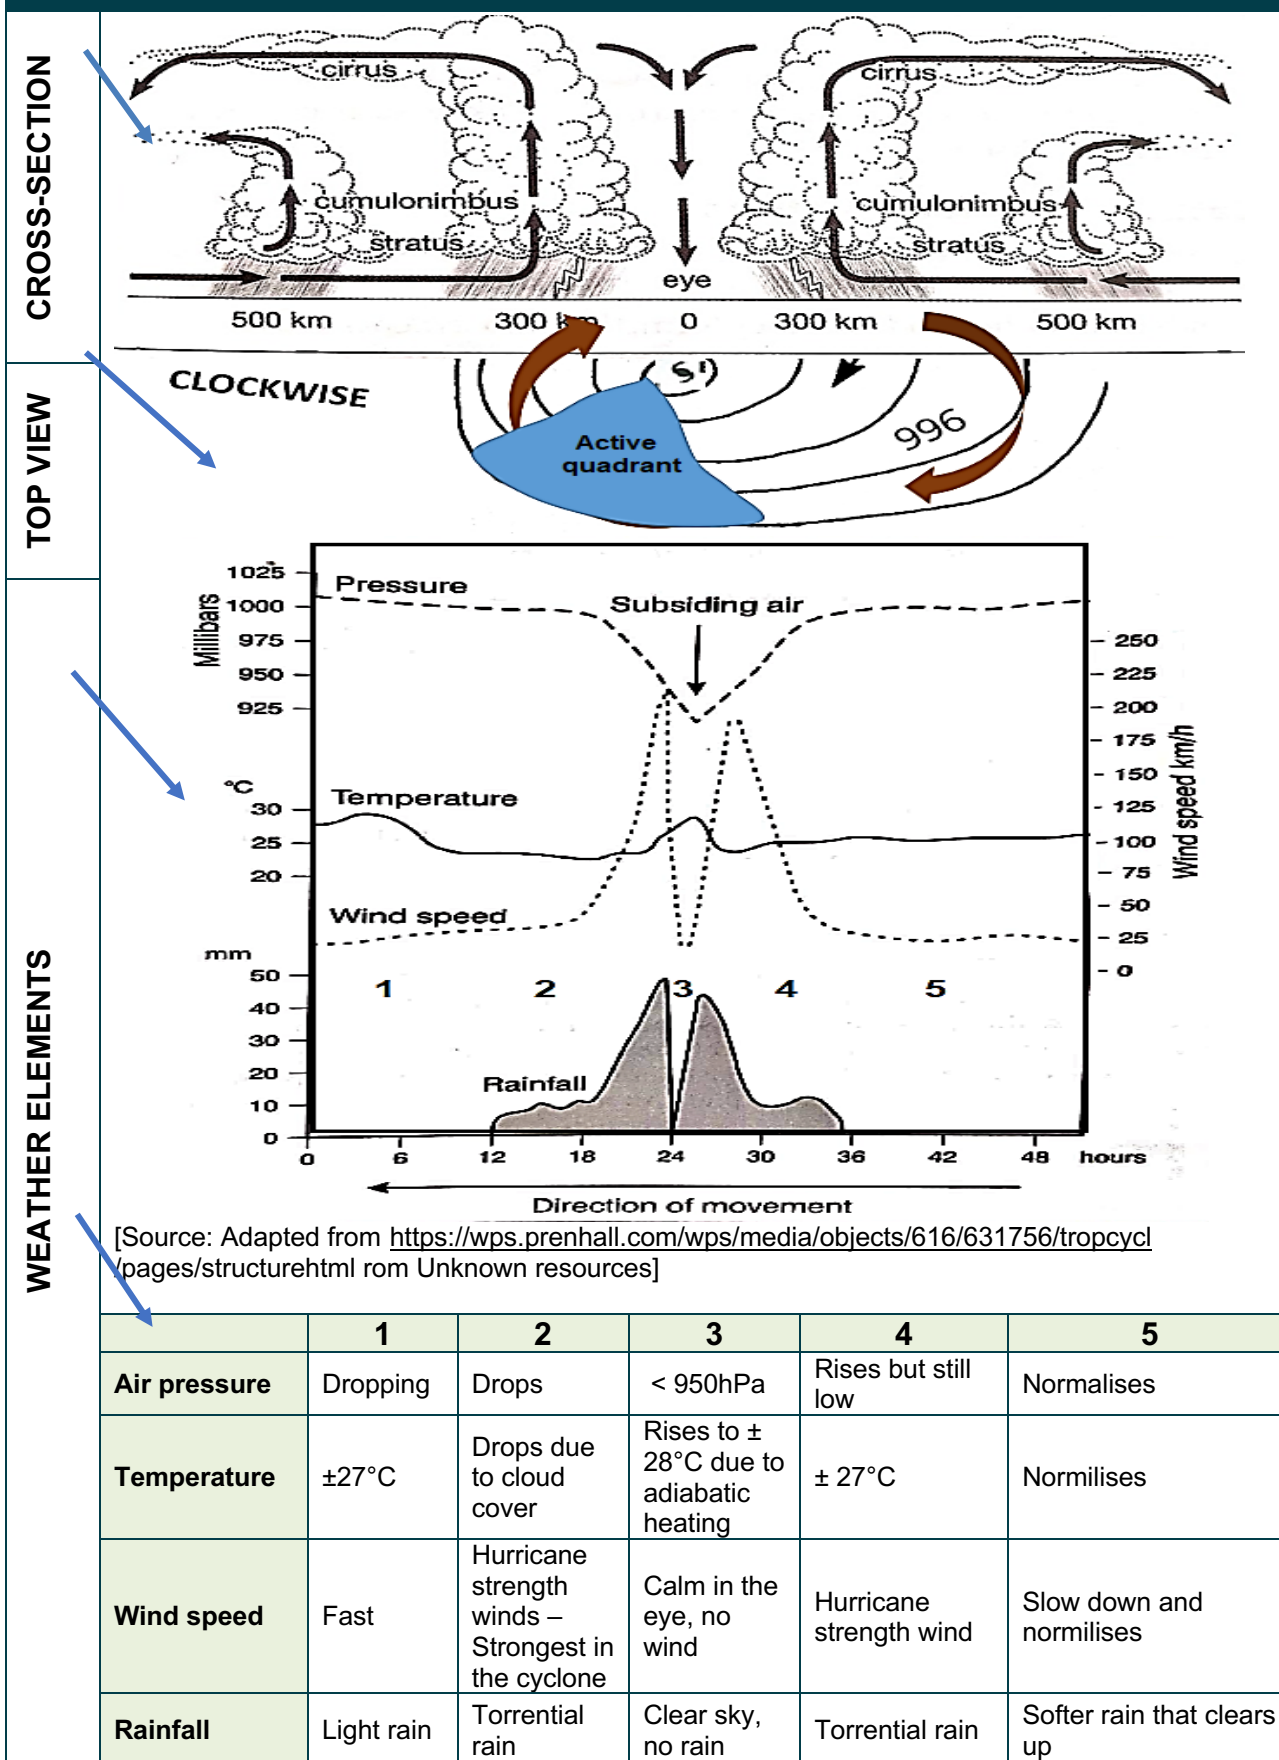 CROSS-SECTION
cirrus
cirrus
cumulonimbus
cumulonimbus
stratus
stratus
eye
500 km
300 km
0
300 km
500 km
TOP VIEW
CLOCKWISE
996
Active
quadrant
WEATHER ELEMENTS
Millibars
1025
1000
975
950
925
Pressure
Subsiding air
250
225
200
175
150
125
100
75
50
25
0
Wind speed km/h
°C
30
25
20
Temperature
Wind speed
mm
50
40
30
20
10
0
1
2
3
4
5
Rainfall
0
6
12
18
24
30
36
42
48
hours
Direction of movement
[Source: Adapted from https://wps.prenhall.com/wps/media/objects/616/631756/tropcycl
/pages/structurehtml rom Unknown resources]
1
2
3
4
5
Air pressure
Dropping
Drops
< 950hPa
Rises but still
low
Normalises
Temperature
±27°C
Drops due
to cloud
cover
Rises to ±
28°C due to
adiabatic
heating
± 27°C
Normilises
Wind speed
Fast
Hurricane
strength
winds –
Strongest in
the cyclone
Calm in the
eye, no
wind
Hurricane
strength wind
Slow down and
normilises
Rainfall
Light rain
Torrential
rain
Clear sky,
no rain
Torrential rain
Softer rain that clears
up